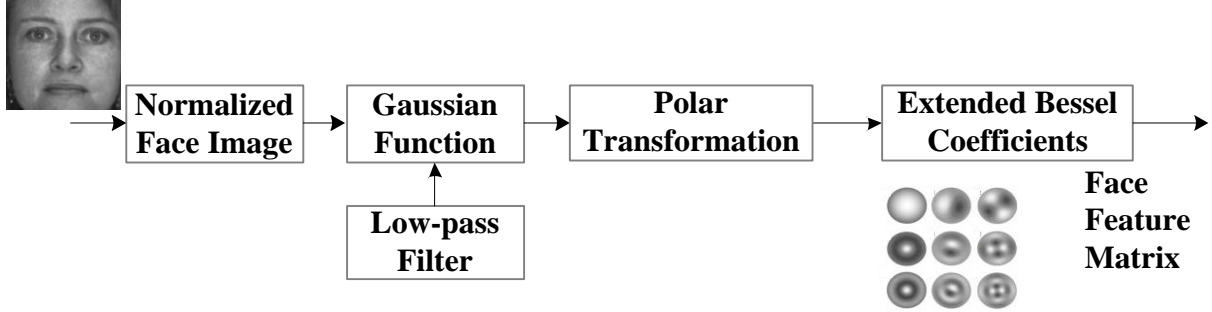 Normalized
Face Image
Gaussian
Function
Polar
Transformation
Extended Bessel
Coefficients
Low-pass
Filter
Face
Feature
Matrix